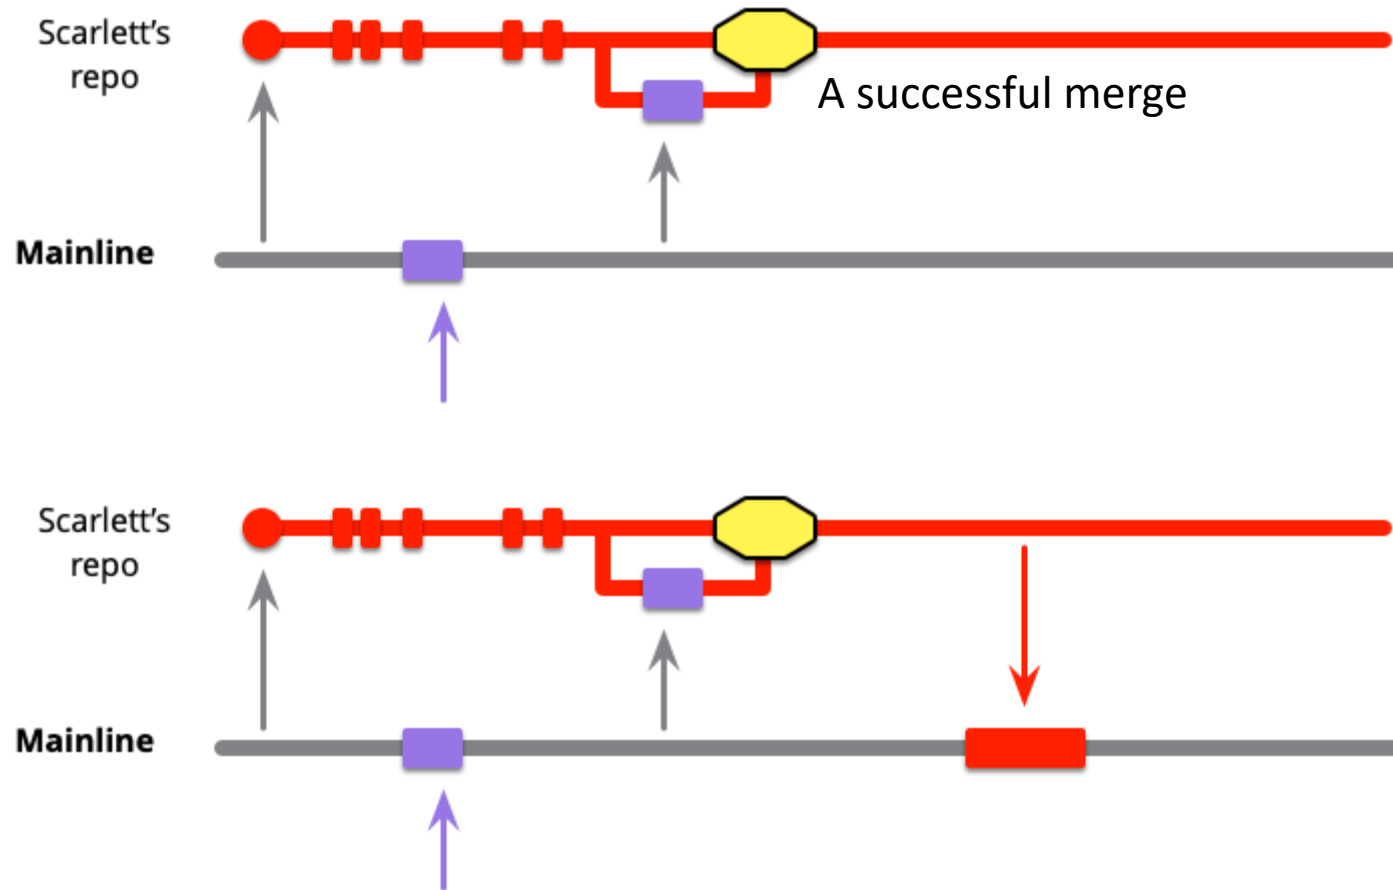 Scarlett’s
repo
A successful merge
Mainline
Scarlett’s
repo
Mainline